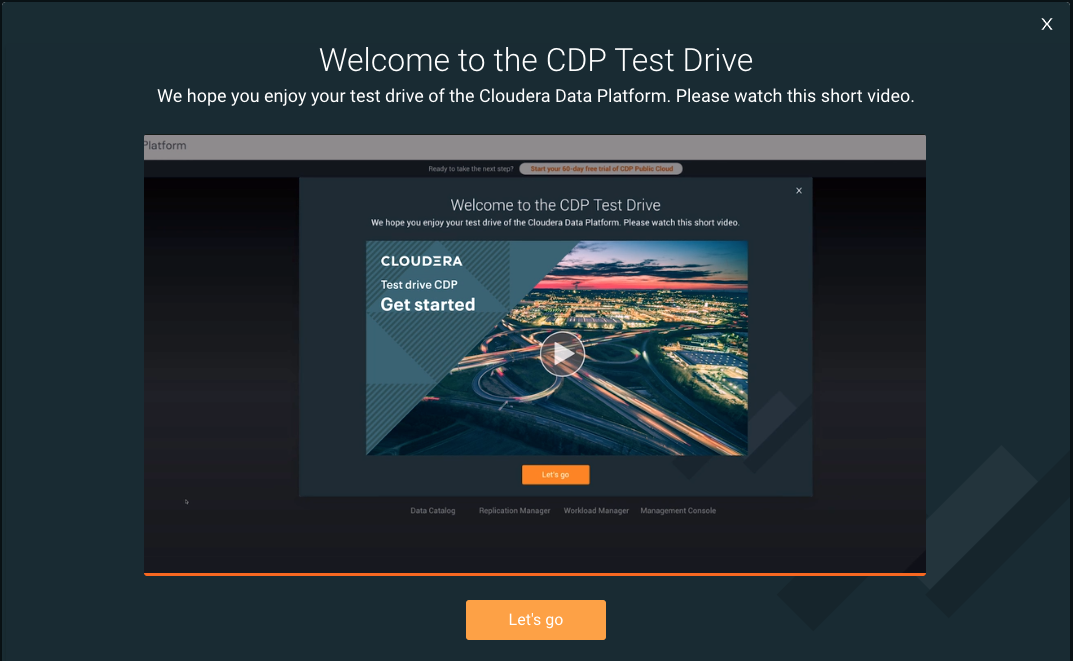 X
Welcome to the CDP Test Drive
We hope you enjoy your test drive of the Cloudera Data Platform. Please watch this short video.
Platform
Ready to take the next step? Start your 60-day free trial of CDP Public Cloud
x
Welcome to the CDP Test Drive
We hope you enjoy your test drive of the Cloudera Data Platform. Please watch this short video.
CLOUDERA
Test drive CDP
Get started
Let's go
Data Catalog Replication Manager Workload Manager Management Console
Let's go